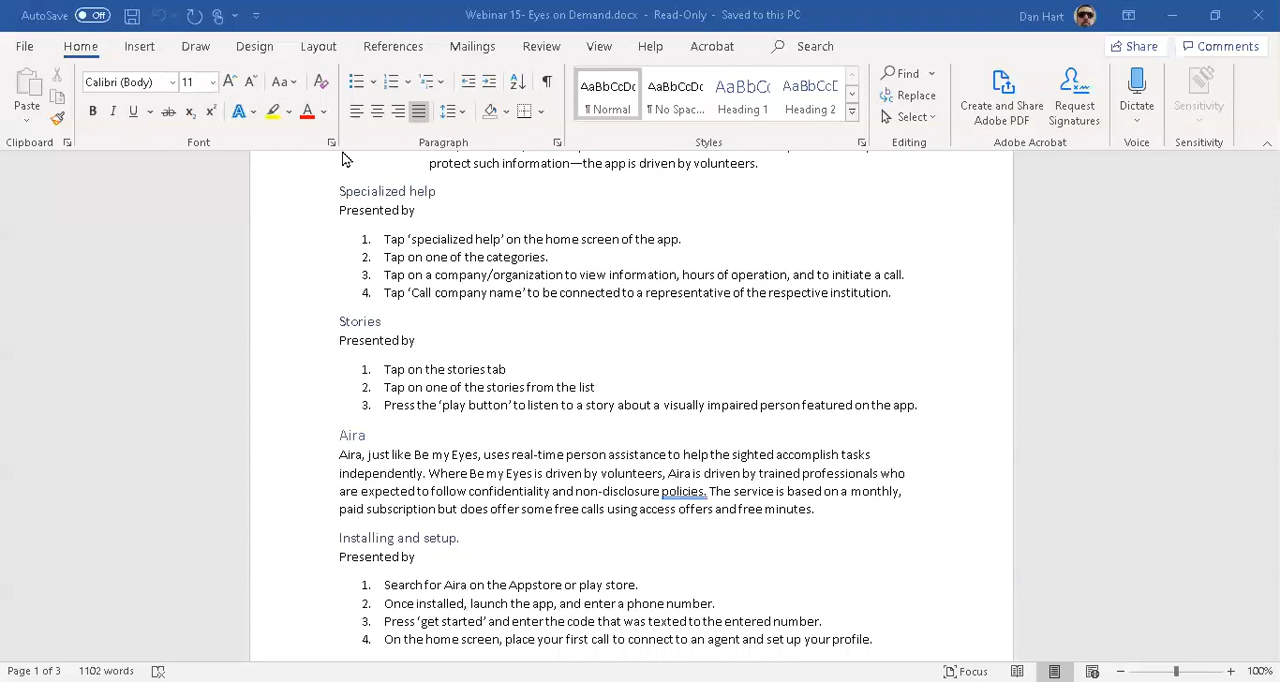 AutoSave Off Webinar 15- Eyes on Demand.docx - Read-Only - Saved to this PC Dan Hart
File Home Insert Draw Design Layout References Mailings Review View Help Acrobat Search Share Comments
Paste Calibri (Body) 11 Aa AaBbCcDc AaBbCcDc AaBbCc AaBbCcD Find Create and Share Request Dictate Sensitivity
¶ Normal ¶ No Spac... Heading 1 Heading 2 Replace Adobe PDF Signatures
Select
Clipboard Font Paragraph Styles Editing Adobe Acrobat Voice Sensitivity
protect such information—the app is driven by volunteers.
Specialized help
Presented by
1. Tap ‘specialized help’ on the home screen of the app.
2. Tap on one of the categories.
3. Tap on a company/organization to view information, hours of operation, and to initiate a call.
4. Tap ‘Call company name’ to be connected to a representative of the respective institution.
Stories
Presented by
1. Tap on the stories tab
2. Tap on one of the stories from the list
3. Press the ‘play button’ to listen to a story about a visually impaired person featured on the app.
Aira
Aira, just like Be my Eyes, uses real-time person assistance to help the sighted accomplish tasks
independently. Where Be my Eyes is driven by volunteers, Aira is driven by trained professionals who
are expected to follow confidentiality and non-disclosure policies. The service is based on a monthly,
paid subscription but does offer some free calls using access offers and free minutes.
Installing and setup.
Presented by
1. Search for Aira on the Appstore or play store.
2. Once installed, launch the app, and enter a phone number.
3. Press ‘get started’ and enter the code that was texted to the entered number.
4. On the home screen, place your first call to connect to an agent and set up your profile.
Page 1 of 3 1102 words Focus 100%